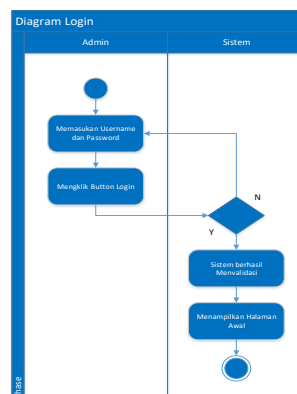 Diagram Login
Admin
Sistem
Memasukan Username
dan Password
Mengklik Button Login
N
Y
Sistem berhasil
Menvalidasi
Menampilkan Halaman
Awal
hase